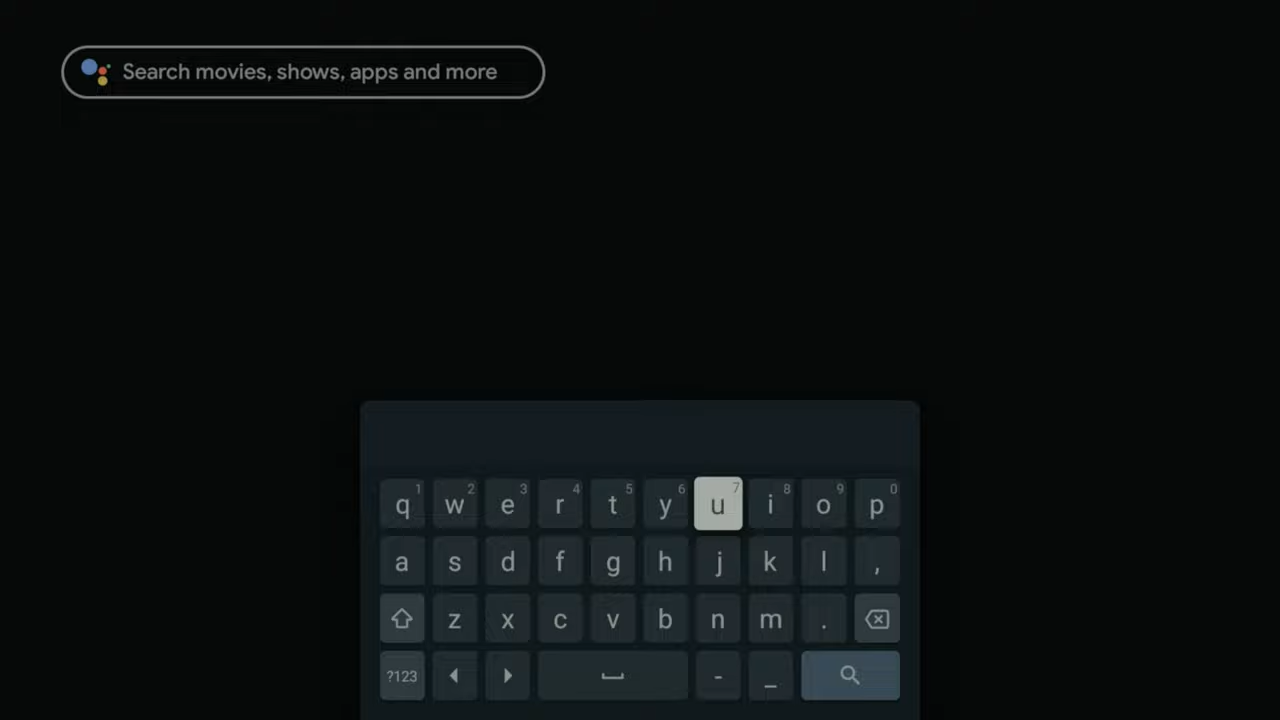 Search movies, shows, apps and more
q 1 w 2 e 3 r 4 t 5 y 6 u 7 i 8 o 9 p 0
a s d f g h j k l ,
z x c v b n m .
?123 - _